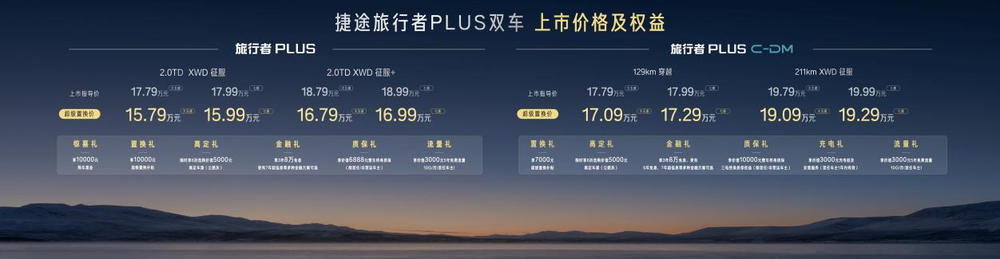 捷途旅行者PLUS双车 上市价格及权益
旅行者 PLUS
2.0TD XWD 征服
2.0TD XWD 征服+
上市指导价
17.79万元 大五座
17.99万元 七座
18.79万元 大五座
18.99万元 七座
超级置换价
15.79万元 大五座
15.99万元 七座
16.79万元 大五座
16.99万元 七座
惊喜礼
享10000元
购车基金
置换礼
享10000元
超级置换补贴
高定礼
限时享6折选购价值5000元
高定车漆（公路灰）
金融礼
享3年8万免息
更有7年超低息等多种金融方案可选
质保礼
享价值6888元整车终身质保
（限首任/非营运车主）
流量礼
享价值3000元5年免费流量
10G/月(首任车主)
旅行者 PLUS C-DM
129km 穿越
211km XWD 征服
上市指导价
17.79万元 大五座
17.99万元 七座
19.79万元 大五座
19.99万元 七座
超级置换价
17.09万元 大五座
17.29万元 七座
19.09万元 大五座
19.29万元 七座
置换礼
享7000元
超级置换补贴
高定礼
限时享6折选购价值5000元
高定车漆（公路灰）
金融礼
享3年8万免息，更有
5年免息、7年超低息等多种金融方案可选
质保礼
享价值10000元整车终身质保
三电终身质保权益（限首任/非营运车主）
充电礼
享价值3000元充电桩及
安装服务（首任车主1年内有效）
流量礼
享价值3000元5年免费流量
10G/月(首任车主)